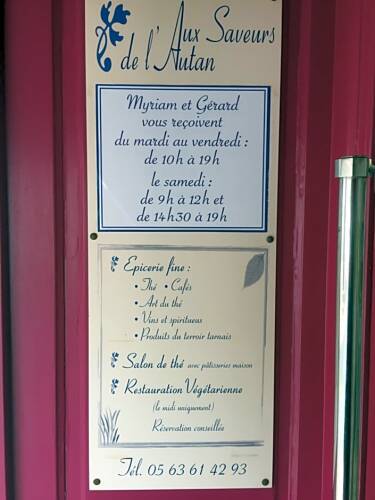 Aux Saveurs
de l'Autan
Myriam et Gérard
vous reçoivent
du mardi au vendredi :
de 10h à 19h
le samedi :
de 9h à 12h et
de 14h30 à 19h
Epicerie fine :
• Thé • Cafés
• Art du thé
• Vins et spiritueux
• Produits du terroir tarnais
Salon de thé avec pâtisseries maison
Restauration Végétarienne
(le midi uniquement)
Réservation conseillée
Tél. 05 63 61 42 93